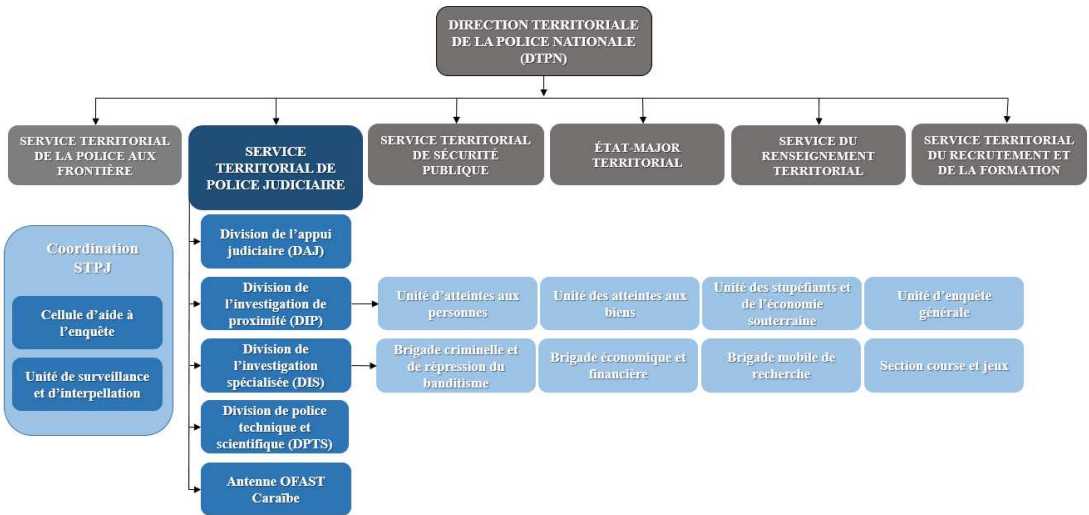 DIRECTION TERRITORIALE
DE LA POLICE NATIONALE
(DTPN)
SERVICE TERRITORIAL
DE LA POLICE AUX
FRONTIÈRE
SERVICE
TERRITORIAL DE
POLICE JUDICIAIRE
SERVICE TERRITORIAL
DE SÉCURITÉ
PUBLIQUE
ÉTAT-MAJOR
TERRITORIAL
SERVICE DU
RENSEIGNEMENT
TERRITORIAL
SERVICE TERRITORIAL
DU RECRUTEMENT ET
DE LA FORMATION
Coordination
STPJ
Cellule d’aide à
l’enquête
Unité de surveillance
et d’interpellation
Division de l’appui
judiciaire (DAJ)
Division de
l’investigation de
proximité (DIP)
Unité d’atteintes aux
personnes
Unité des atteintes aux
biens
Unité des stupéfiants et
de l’économie
souterraine
Unité d’enquête
générale
Division de
l’investigation
spécialisée (DIS)
Brigade criminelle et
de répression du
banditisme
Brigade économique et
financière
Brigade mobile de
recherche
Section course et jeux
Division de police
technique et
scientifique (DPTS)
Antenne OFAST
Caraïbe